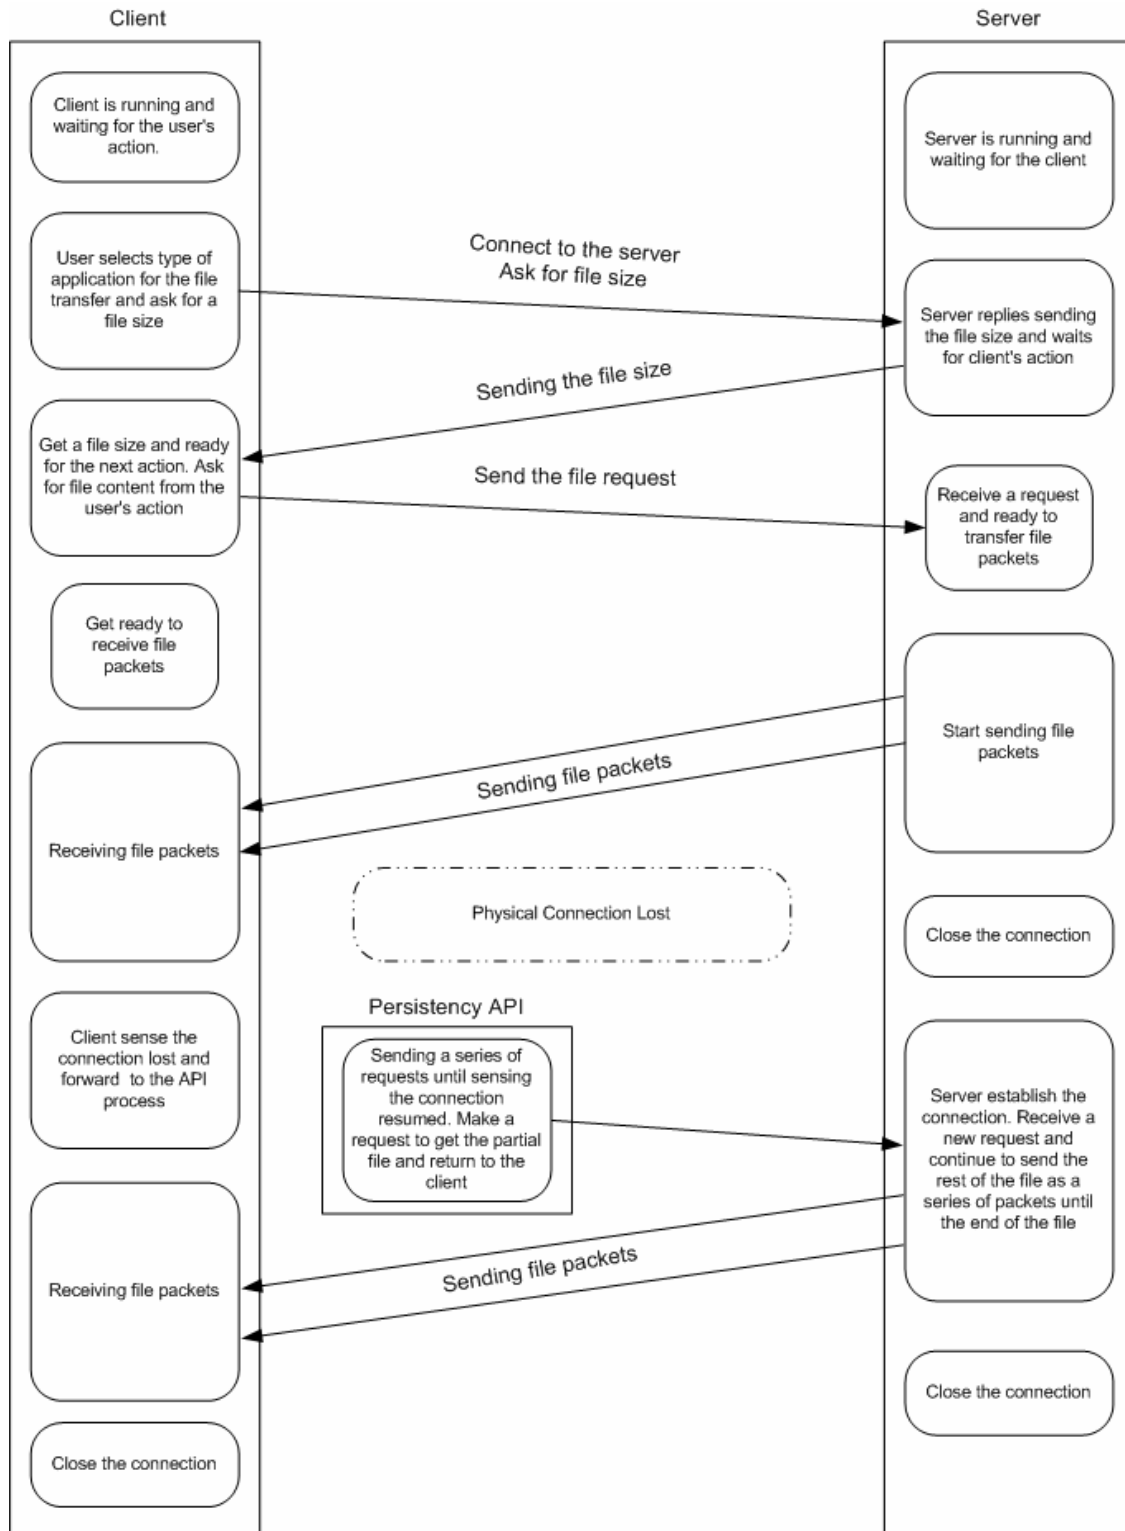 Client
Server
Client is running and
waiting for the user's
action.
Server is running and
waiting for the client
User selects type of
application for the file
transfer and ask for a
file size
Connect to the server
Ask for file size
Server replies sending
the file size and waits
for client's action
Sending the file size
Get a file size and ready
for the next action. Ask
for file content from the
user's action
Send the file request
Receive a request
and ready to
transfer file
packets
Get ready to
receive file
packets
Start sending file
packets
Sending file packets
Receiving file packets
Physical Connection Lost
Close the connection
Persistency API
Client sense the
connection lost and
forward to the API
process
Sending a series of
requests until sensing
the connection
resumed. Make a
request to get the partial
file and return to the
client
Server establish the
connection. Receive a
new request and
continue to send the
rest of the file as a
series of packets until
the end of the file
Sending file packets
Receiving file packets
Close the connection
Close the connection